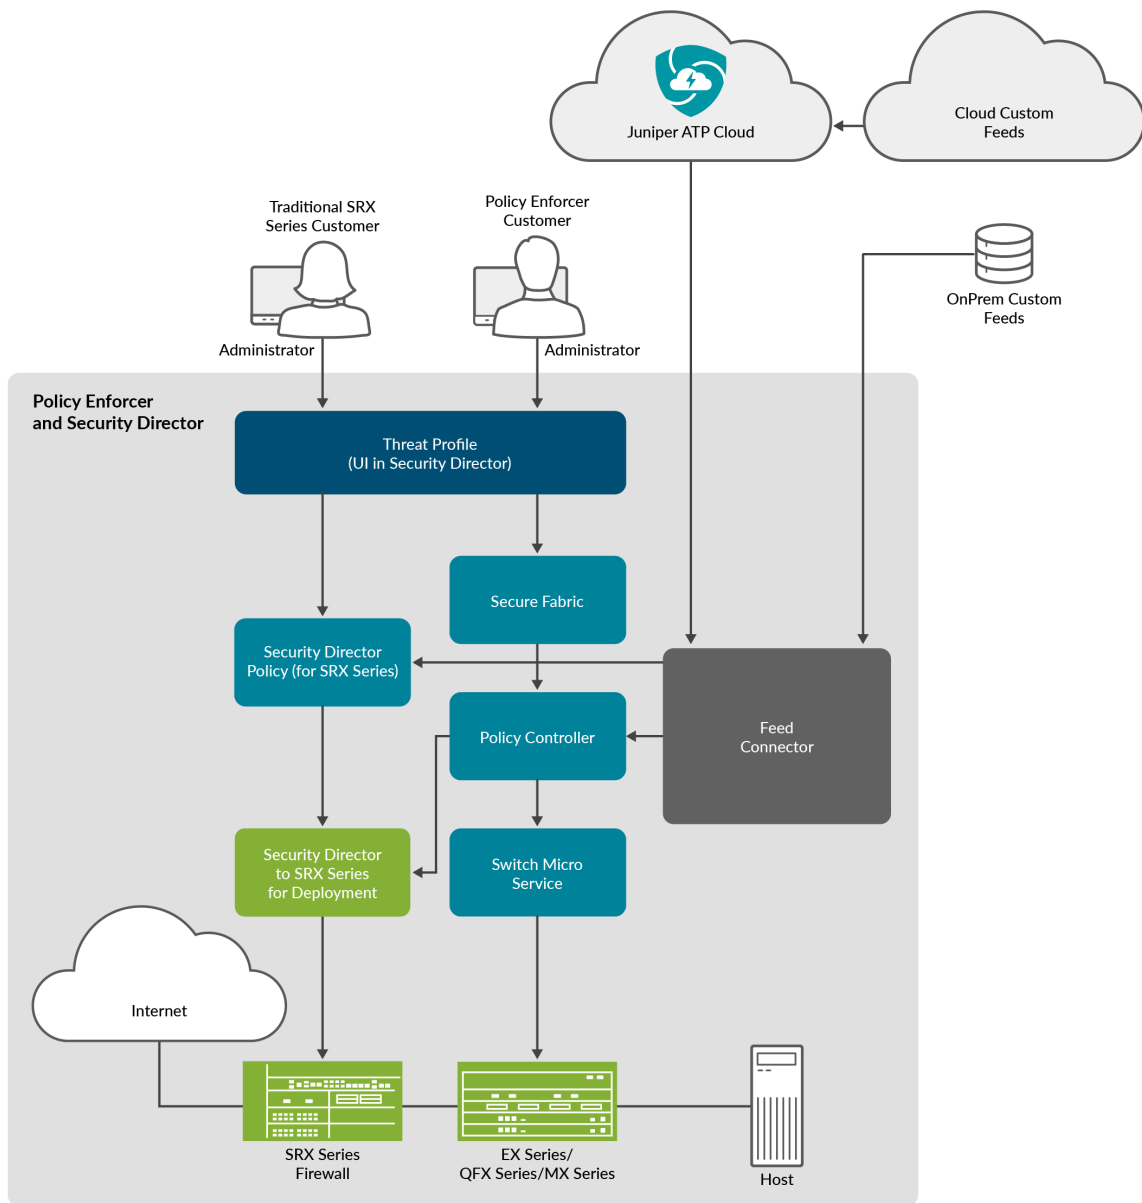 Juniper ATP Cloud
Cloud Custom
Feeds
Traditional SRX
Series Customer
Policy Enforcer
Customer
OnPrem Custom
Feeds
Administrator
Administrator
Policy Enforcer
and Security Director
Threat Profile
(UI in Security Director)
Secure Fabric
Security Director
Policy (for SRX Series)
Policy Controller
Feed
Connector
Security Director
to SRX Series
for Deployment
Switch Micro
Service
Internet
SRX Series
Firewall
EX Series/
QFX Series/MX Series
Host